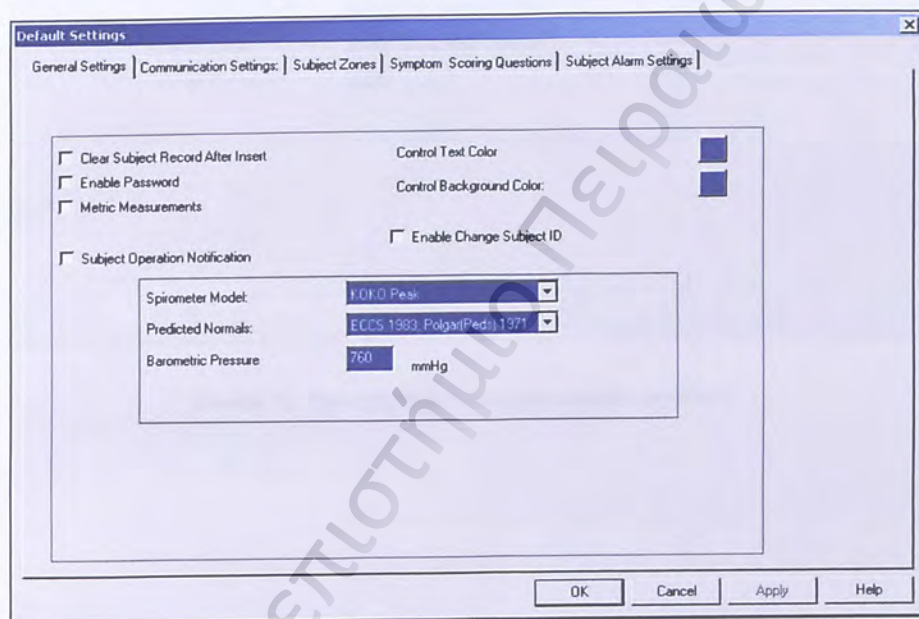 Default Settings
General Settings Communication Settings: Subject Zones Symptom Scoring Questions Subject Alarm Settings
Clear Subject Record After Insert
Control Text Color
Enable Password
Control Background Color:
Metric Measurements
Enable Change Subject ID
Subject Operation Notification
Spirometer Model: KOKO Peak
Predicted Normals: ECCS 1983, Polgar(Peds) 1971
Barometric Pressure 760 mmHg
OK Cancel Apply Help
επιστήμιο Πειραιώ